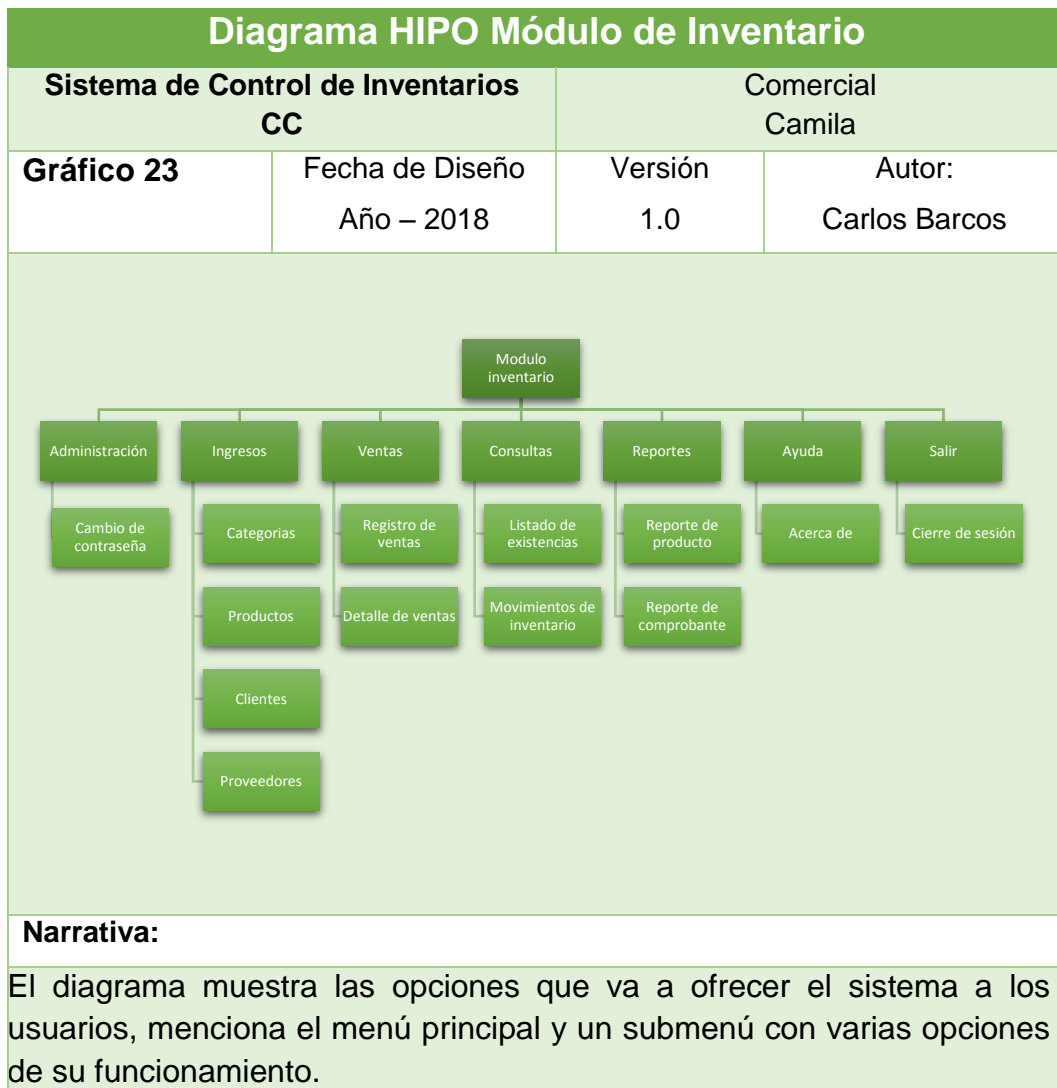 Diagrama HIPO Módulo de Inventario
Sistema de Control de Inventarios
CC
Comercial
Camila
Gráfico 23
Fecha de Diseño
Año – 2018
Versión
1.0
Autor:
Carlos Barcos
Modulo
inventario
Administración
Ingresos
Ventas
Consultas
Reportes
Ayuda
Salir
Cambio de
contraseña
Categorias
Registro de
ventas
Listado de
existencias
Reporte de
producto
Acerca de
Cierre de sesión
Productos
Detalle de ventas
Movimientos de
inventario
Reporte de
comprobante
Clientes
Proveedores
Narrativa:
El diagrama muestra las opciones que va a ofrecer el sistema a los
usuarios, menciona el menú principal y un submenú con varias opciones
de su funcionamiento.